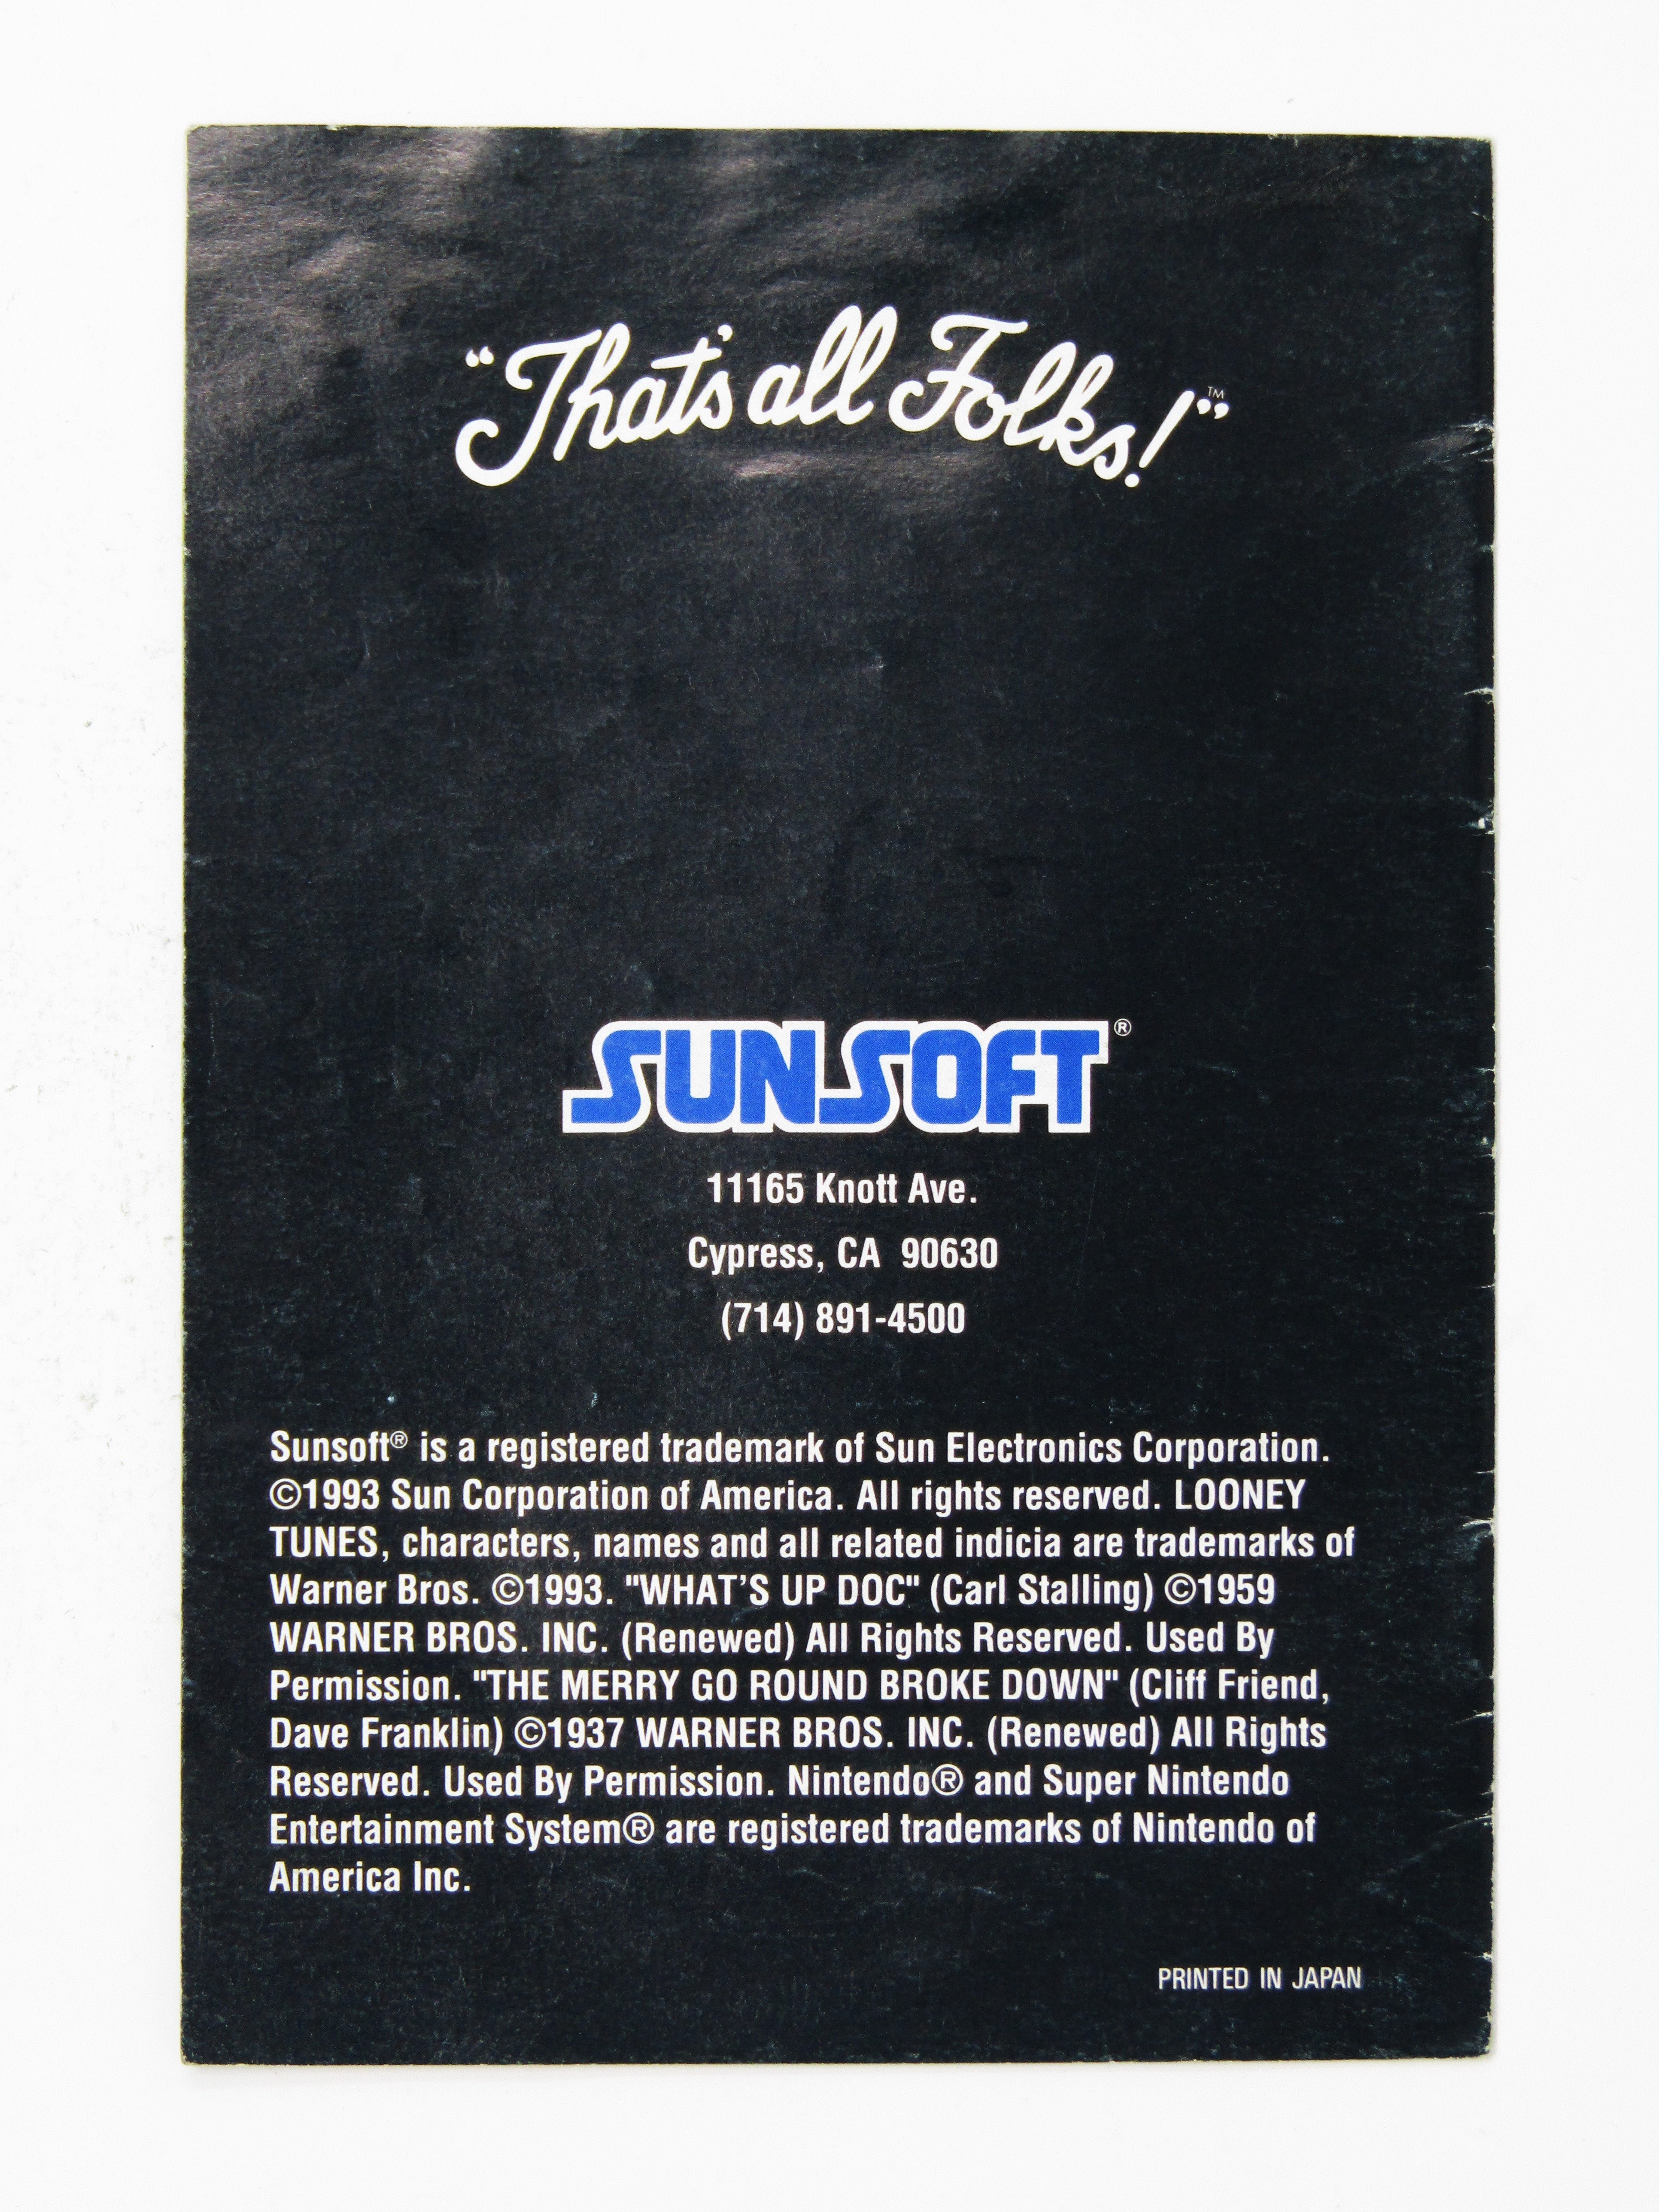 “That's all Folks!”™
SUNSOFT®
11165 Knott Ave.
Cypress, CA 90630
(714) 891-4500
Sunsoft® is a registered trademark of Sun Electronics Corporation.
©1993 Sun Corporation of America. All rights reserved. LOONEY
TUNES, characters, names and all related indicia are trademarks of
Warner Bros. ©1993. "WHAT'S UP DOC" (Carl Stalling) ©1959
WARNER BROS. INC. (Renewed) All Rights Reserved. Used By
Permission. "THE MERRY GO ROUND BROKE DOWN" (Cliff Friend,
Dave Franklin) ©1937 WARNER BROS. INC. (Renewed) All Rights
Reserved. Used By Permission. Nintendo® and Super Nintendo
Entertainment System® are registered trademarks of Nintendo of
America Inc.
PRINTED IN JAPAN